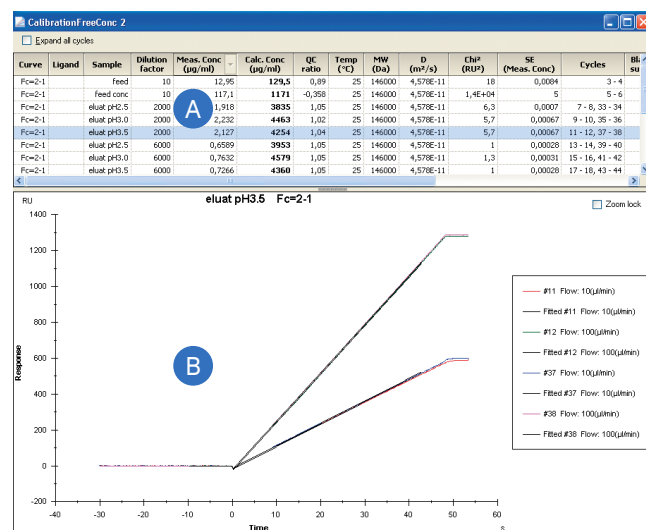 CalibrationFreeConc 2
Expand all cycles
Curve Ligand Sample Dilution factor Meas. Conc (µg/ml) Calc. Conc (µg/ml) QC ratio Temp (°C) MW (Da) D (m²/s) Chi² (RU²) SE (Meas. Conc) Cycles Bla su
Fc=2-1 feed 10 12,95 129,5 0,89 25 146000 4,578E-11 18 0,0084 3 - 4
Fc=2-1 feed conc 10 117,1 1171 -0,358 25 146000 4,578E-11 1,4E+04 5 5 - 6
Fc=2-1 eluat pH2.5 2000 1,918 3835 1,05 25 146000 4,578E-11 6,3 0,0007 7 - 8, 33 - 34
Fc=2-1 eluat pH3.0 2000 2,232 4463 1,02 25 146000 4,578E-11 5,7 0,00067 9 - 10, 35 - 36
Fc=2-1 eluat pH3.5 2000 2,127 4254 1,04 25 146000 4,578E-11 5,7 0,00067 11 - 12, 37 - 38
Fc=2-1 eluat pH2.5 6000 0,6589 3953 1,05 25 146000 4,578E-11 1 0,00028 13 - 14, 39 - 40
Fc=2-1 eluat pH3.0 6000 0,7632 4579 1,05 25 146000 4,578E-11 1,3 0,00031 15 - 16, 41 - 42
Fc=2-1 eluat pH3.5 6000 0,7266 4360 1,05 25 146000 4,578E-11 1 0,00028 17 - 18, 43 - 44
A
RU
eluat pH3.5 Fc=2-1
Zoom lock
1400
1200
1000
800
600
400
200
0
-200
Response
B
#11 Flow: 10(µl/min)
Fitted #11 Flow: 10(µl/min)
#12 Flow: 100(µl/min)
Fitted #12 Flow: 100(µl/min)
#37 Flow: 10(µl/min)
Fitted #37 Flow: 10(µl/min)
#38 Flow: 100(µl/min)
Fitted #38 Flow: 100(µl/min)
-40 -30 -20 -10 0 10 20 30 40 50 60
Time s